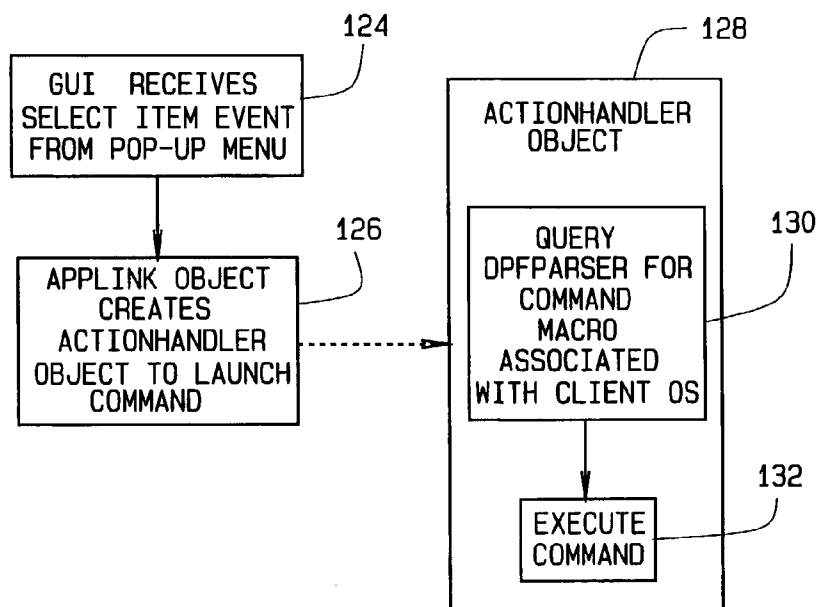 124
GUI RECEIVES
SELECT ITEM EVENT
FROM POP-UP MENU
126
APPLINK OBJECT
CREATES
ACTIONHANDLER
OBJECT TO LAUNCH
COMMAND
128
ACTIONHANDLER
OBJECT
130
QUERY
DPFPARSER FOR
COMMAND
MACRO
ASSOCIATED
WITH CLIENT OS
132
EXECUTE
COMMAND